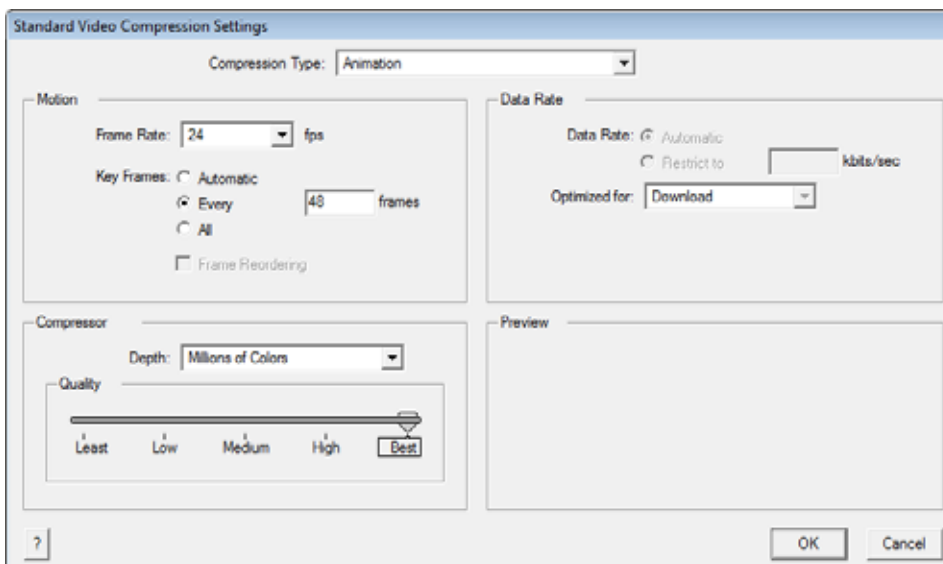 Standard Video Compression Settings
Compression Type: Animation
Motion
Frame Rate: 24 fps
Key Frames: Automatic
Every 48 frames
All
Frame Reordering
Data Rate
Data Rate: Automatic
Restrict to kbits/sec
Optimized for: Download
Compressor
Depth: Millions of Colors
Quality
Least Low Medium High Best
Preview
?
OK
Cancel